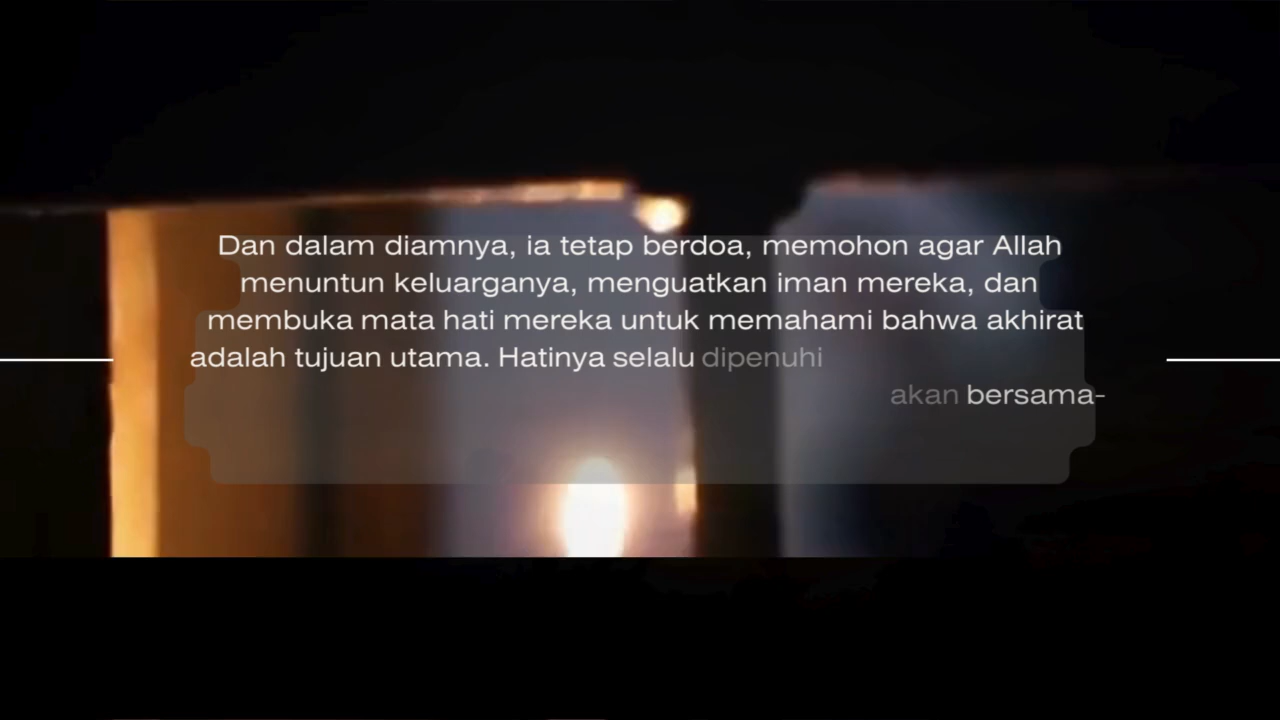 Dan dalam diamnya, ia tetap berdoa, memohon agar Allah
menuntun keluarganya, menguatkan iman mereka, dan
membuka mata hati mereka untuk memahami bahwa akhirat
adalah tujuan utama. Hatinya selalu dipenuhi
akan bersama-